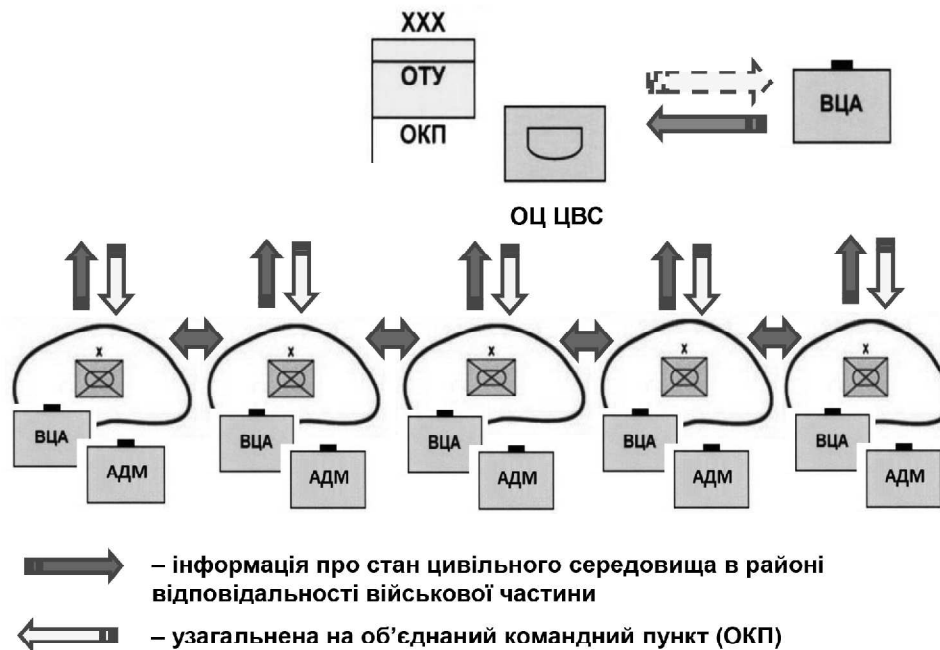 XXX
ОТУ
ОКП
ВЦА
ОЦ ЦВС
X
X
X
X
X
ВЦА
ВЦА
ВЦА
ВЦА
ВЦА
АДМ
АДМ
АДМ
АДМ
АДМ
– інформація про стан цивільного середовища в районі
відповідальності військової частини
– узагальнена на об’єднаний командний пункт (ОКП)